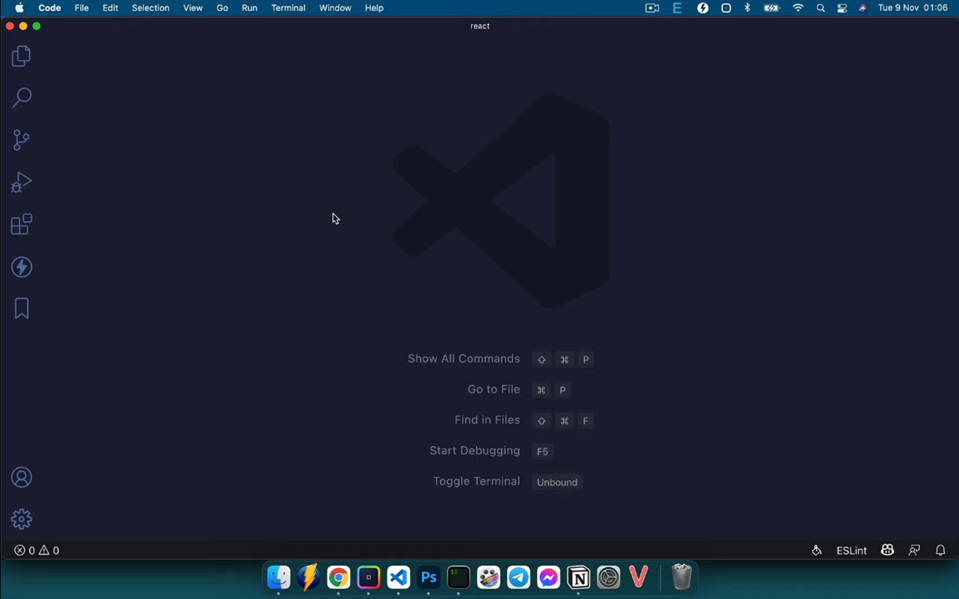 Code File Edit Selection View Go Run Terminal Window Help E Tue 9 Nov 01:06
react
Show All Commands ⇧ ⌘ P
Go to File ⌘ P
Find in Files ⇧ ⌘ F
Start Debugging F5
Toggle Terminal Unbound
0 0 ESLint
Ps N